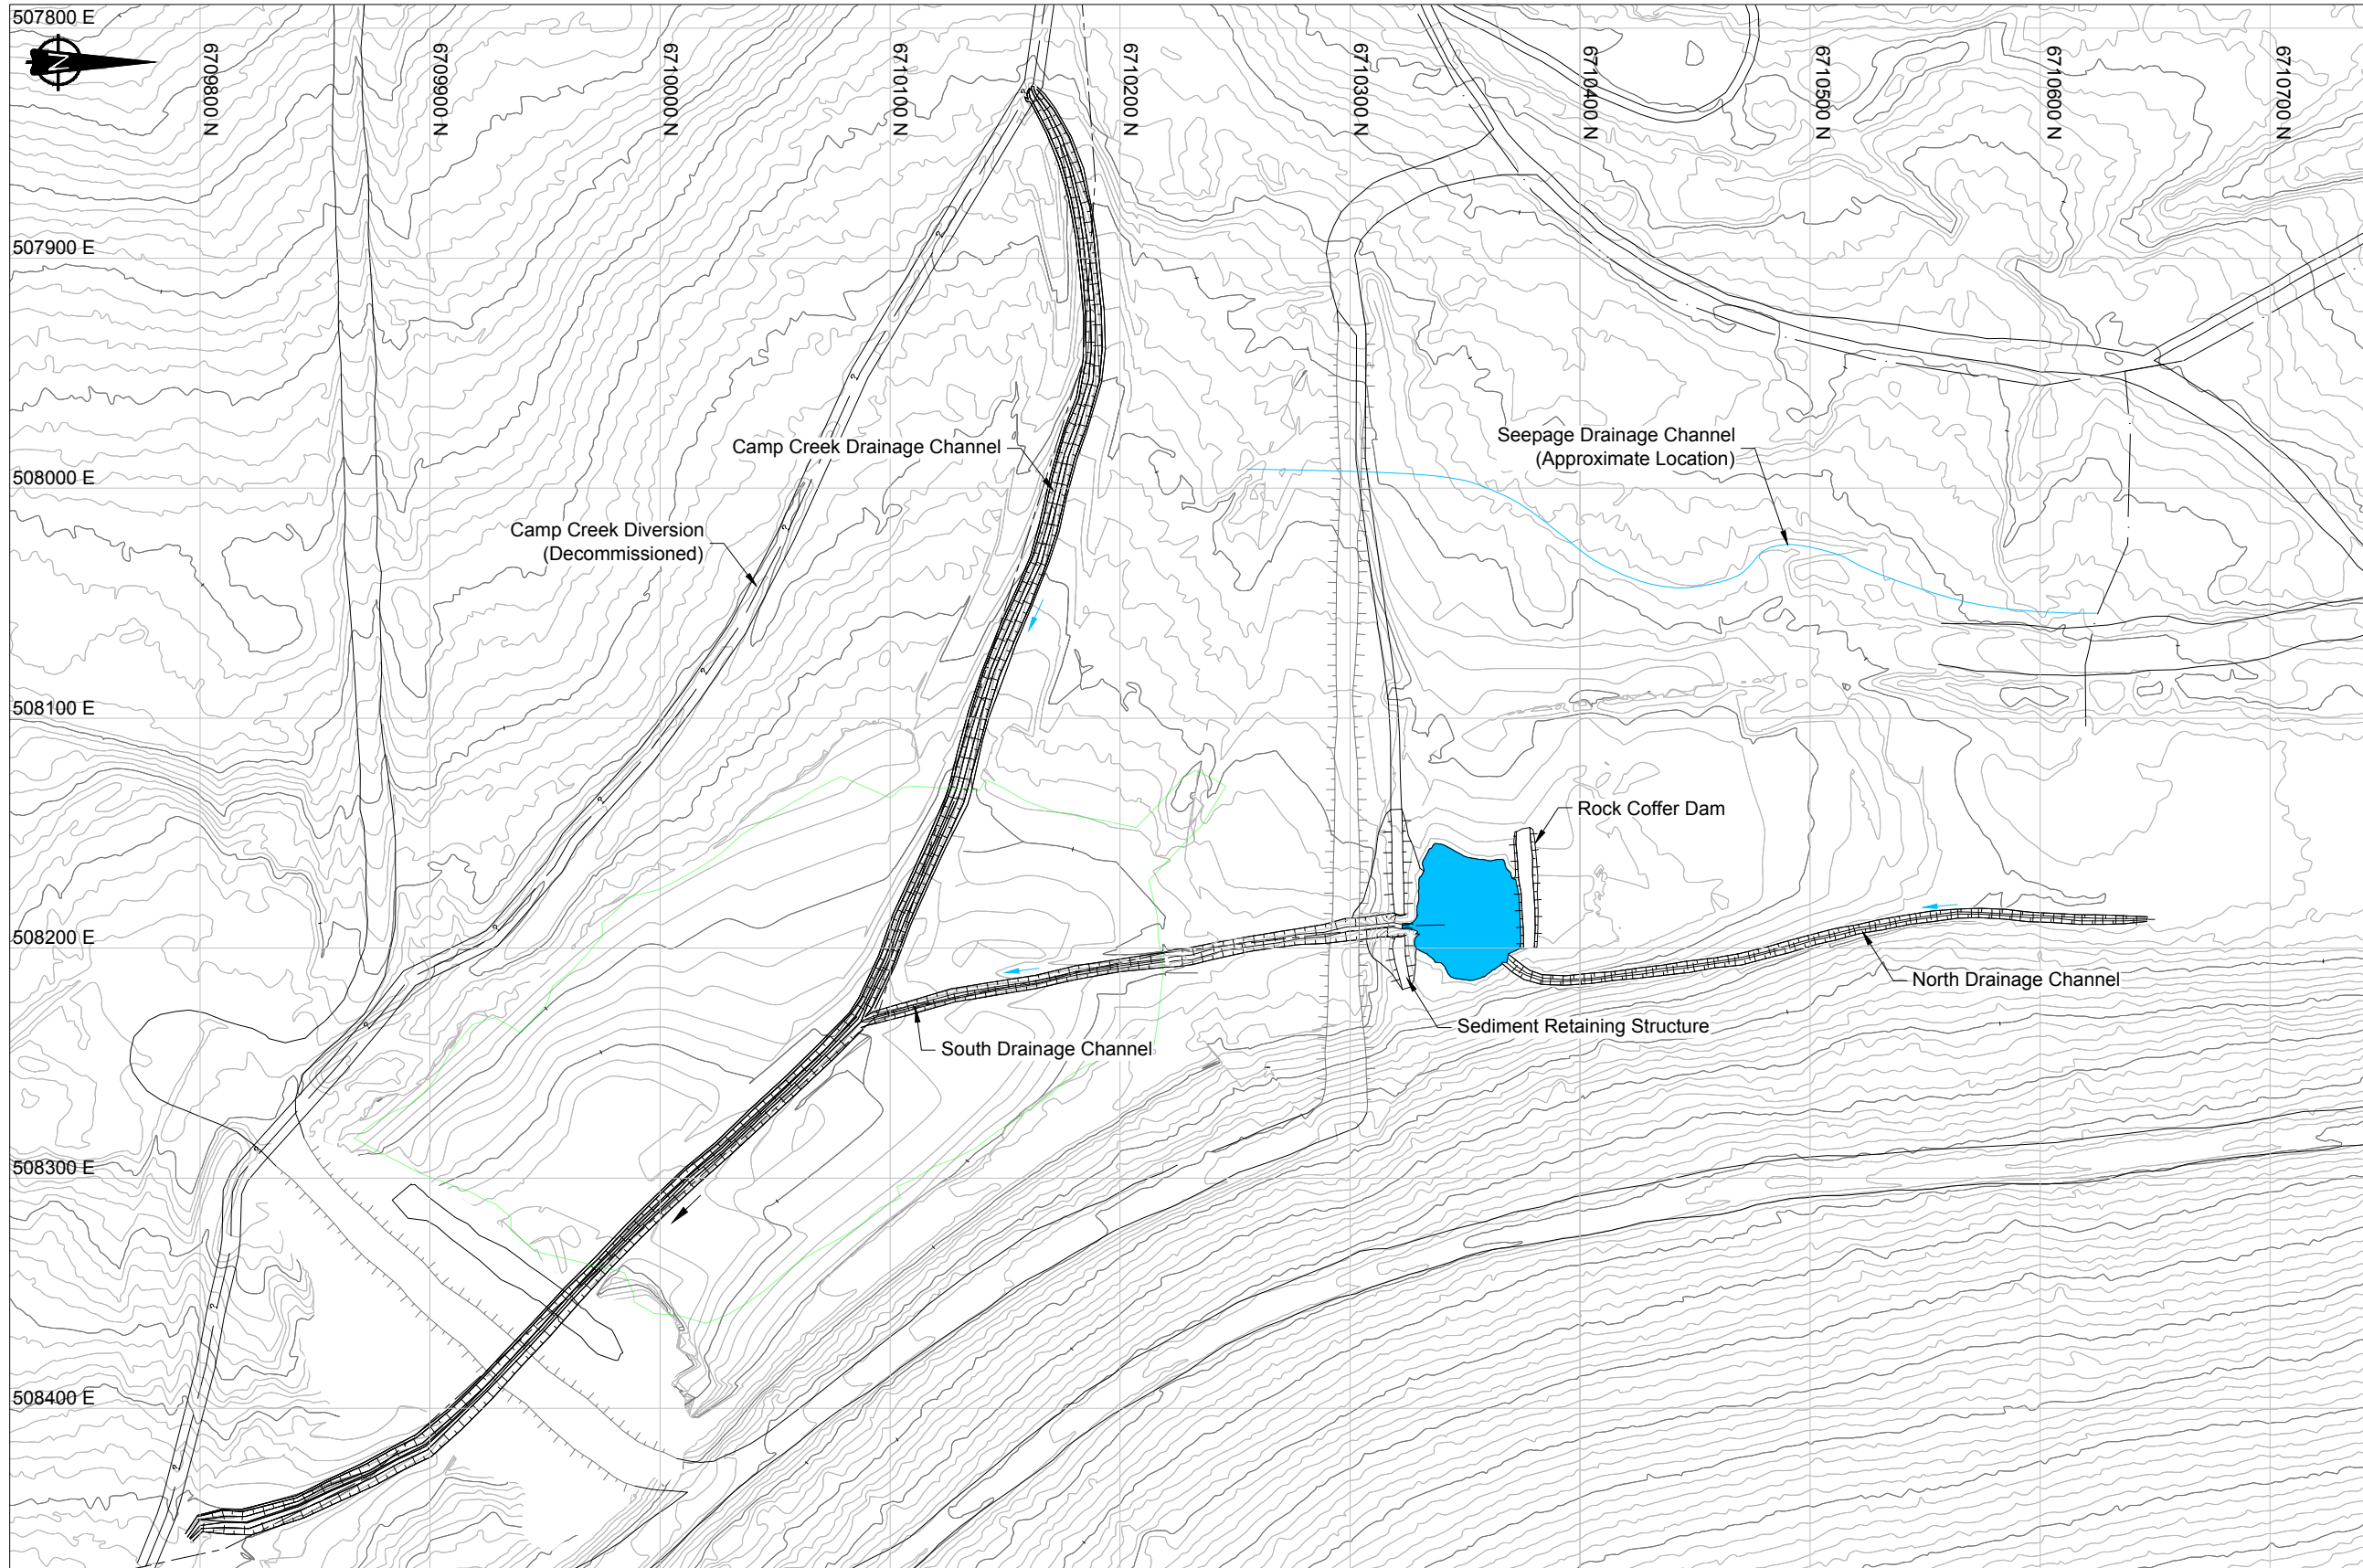 507800 E
N
6709800 N
6709900 N
6710000 N
6710100 N
6710200 N
6710300 N
6710400 N
6710500 N
6710600 N
6710700 N
507900 E
508000 E
508100 E
508200 E
508300 E
508400 E
Camp Creek Drainage Channel
Seepage Drainage Channel
(Approximate Location)
Camp Creek Diversion
(Decommissioned)
Rock Coffer Dam
North Drainage Channel
Sediment Retaining Structure
South Drainage Channel